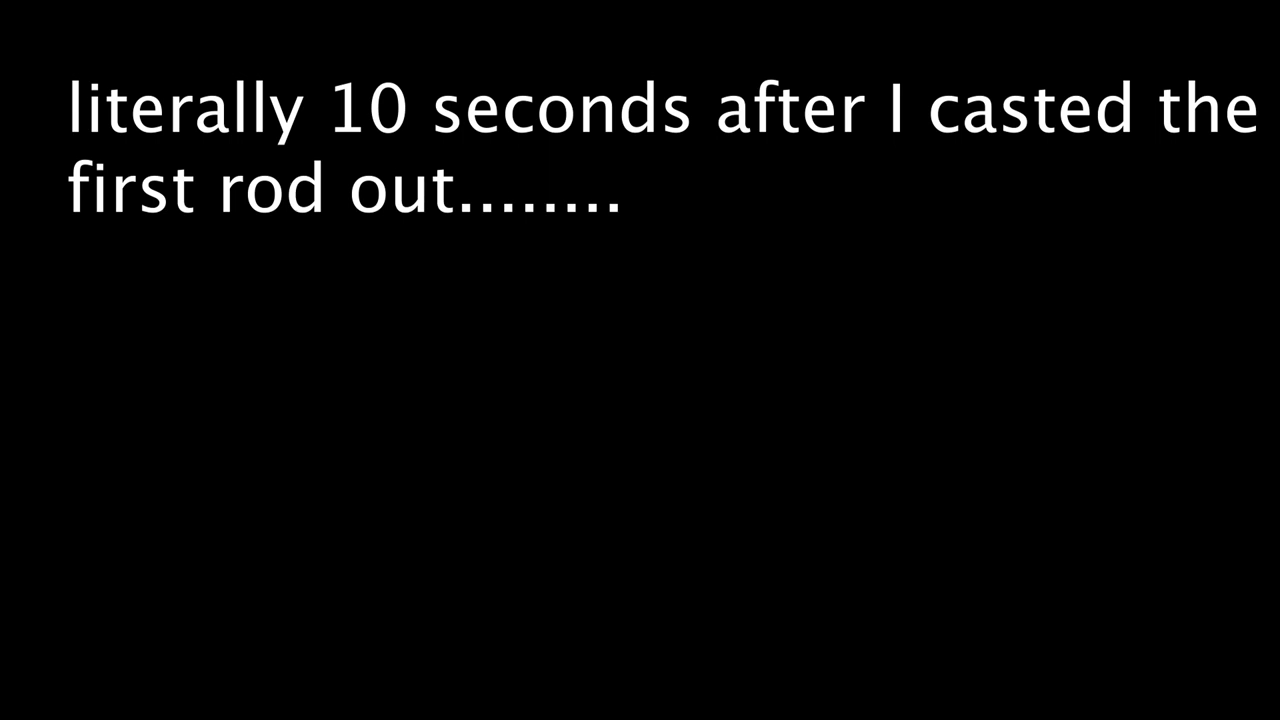 literally 10 seconds after I casted the
first rod out........